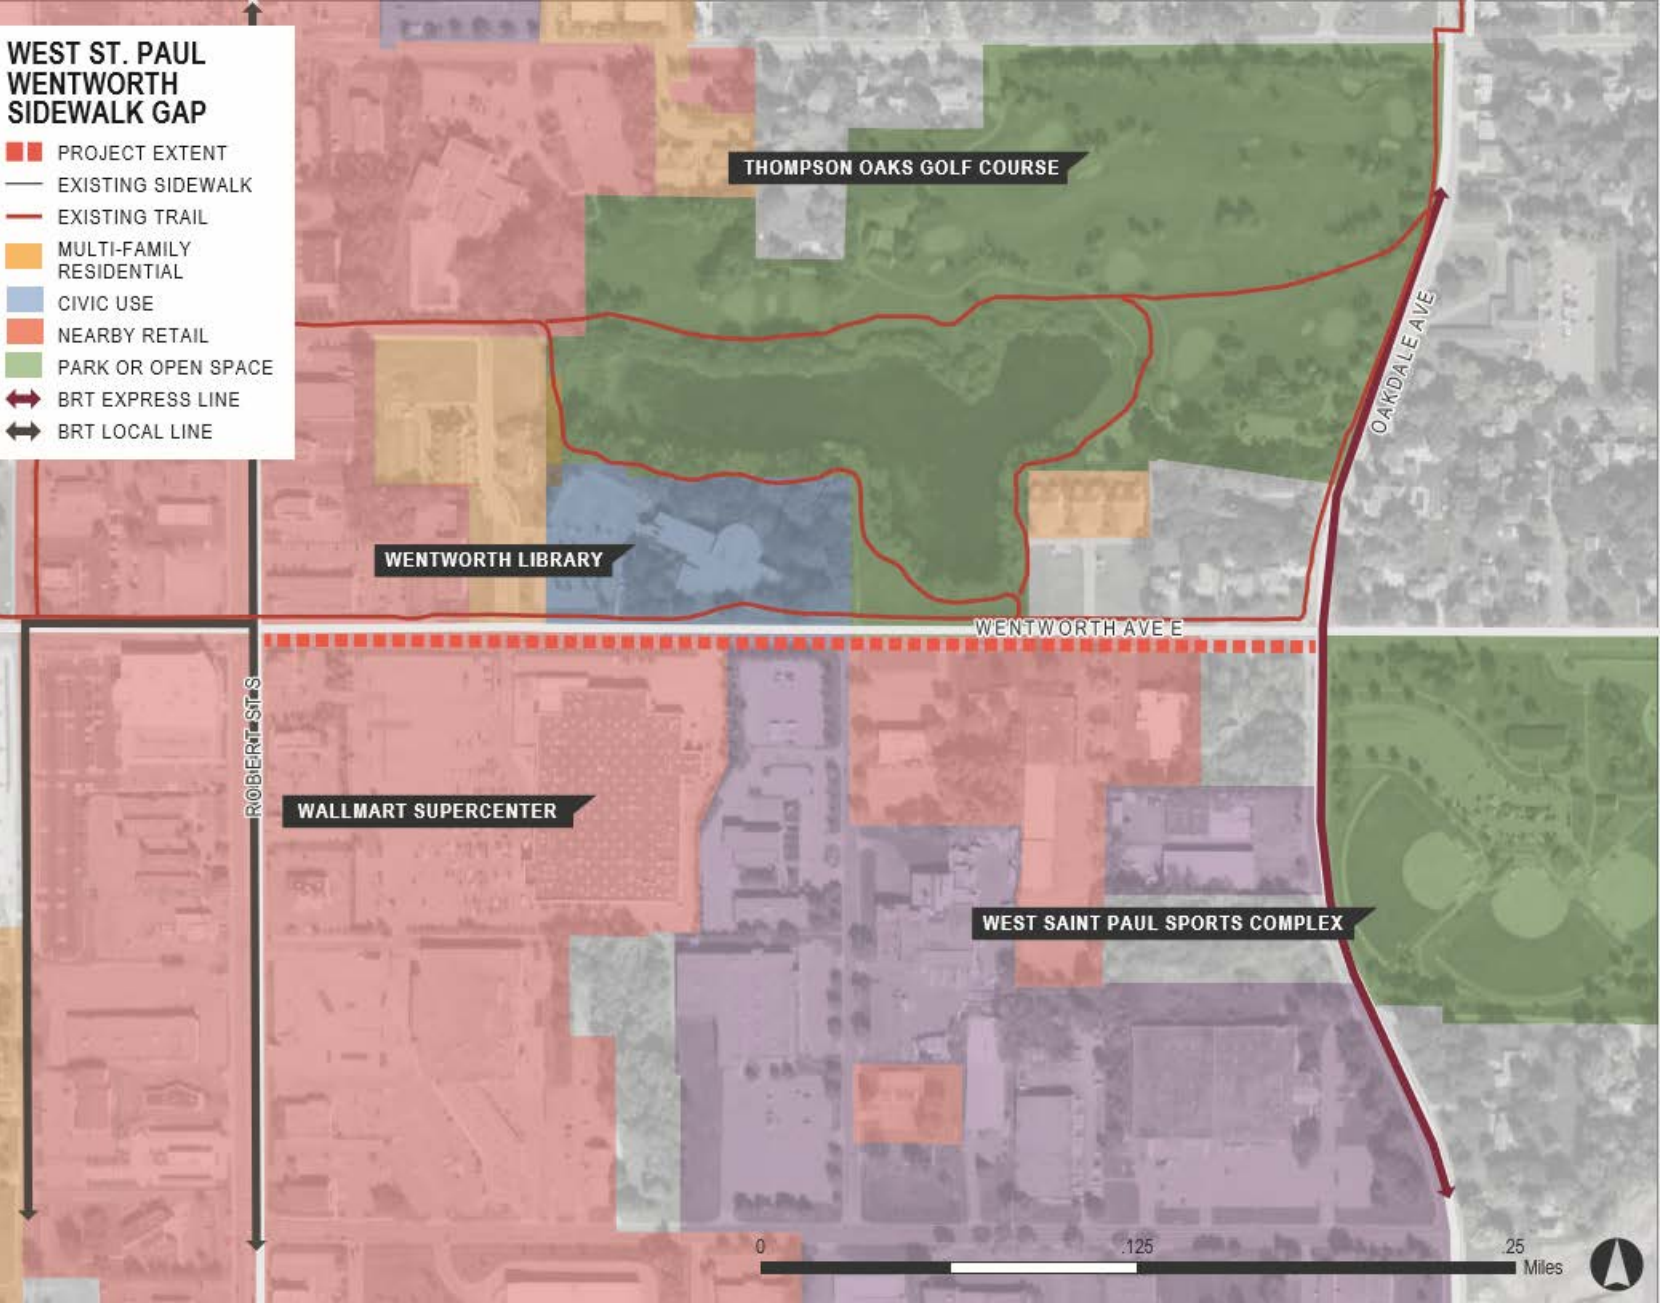 WEST ST. PAUL
WENTWORTH
SIDEWALK GAP
PROJECT EXTENT
EXISTING SIDEWALK
EXISTING TRAIL
MULTI-FAMILY
RESIDENTIAL
CIVIC USE
NEARBY RETAIL
PARK OR OPEN SPACE
BRT EXPRESS LINE
BRT LOCAL LINE
THOMPSON OAKS GOLF COURSE
OAKDALE AVE
WENTWORTH LIBRARY
WENTWORTH AVE E
ROBERT ST S
WALLMART SUPERCENTER
WEST SAINT PAUL SPORTS COMPLEX
0 .125 .25
Miles